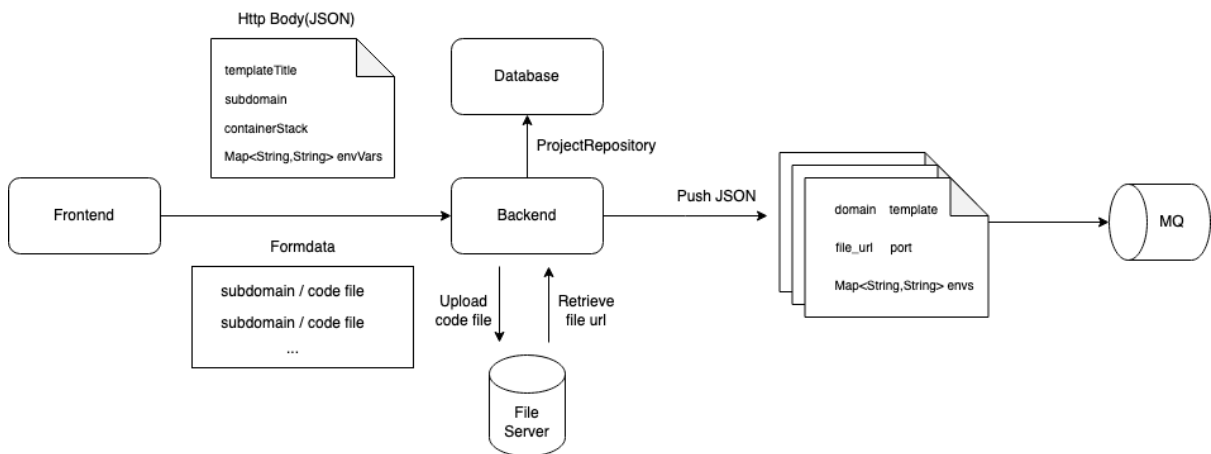 Http Body(JSON)
templateTitle
subdomain
containerStack
Map<String,String> envVars
Database
ProjectRepository
Frontend
Backend
Push JSON
domain template
file_url port
Map<String,String> envs
MQ
Formdata
subdomain / code file
subdomain / code file
...
Upload
code file
Retrieve
file url
File
Server